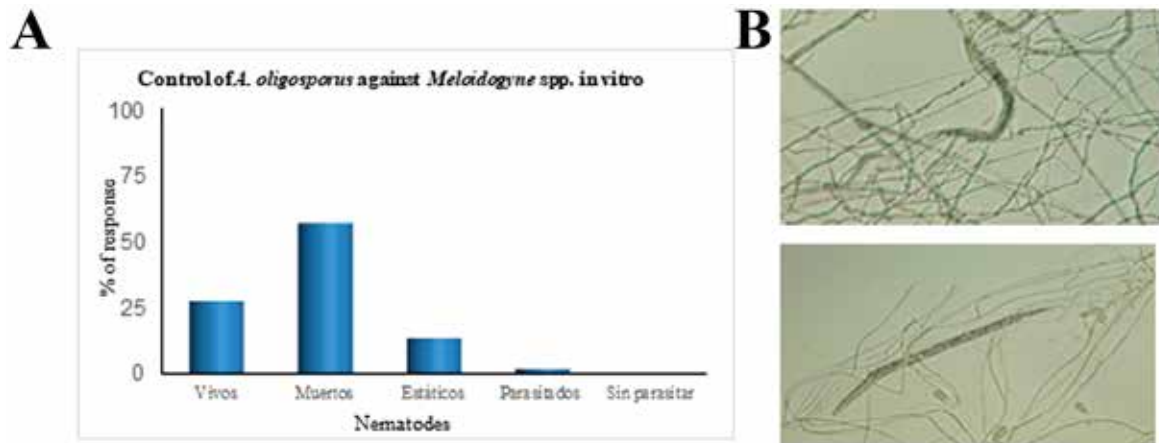 A
B
Control of A. oligosporus against Meloidogyne spp. in vitro
% of response
100
75
50
25
0
Vivos
Muertos
Estáticos
Parasitados
Sin parasitar
Nematodes